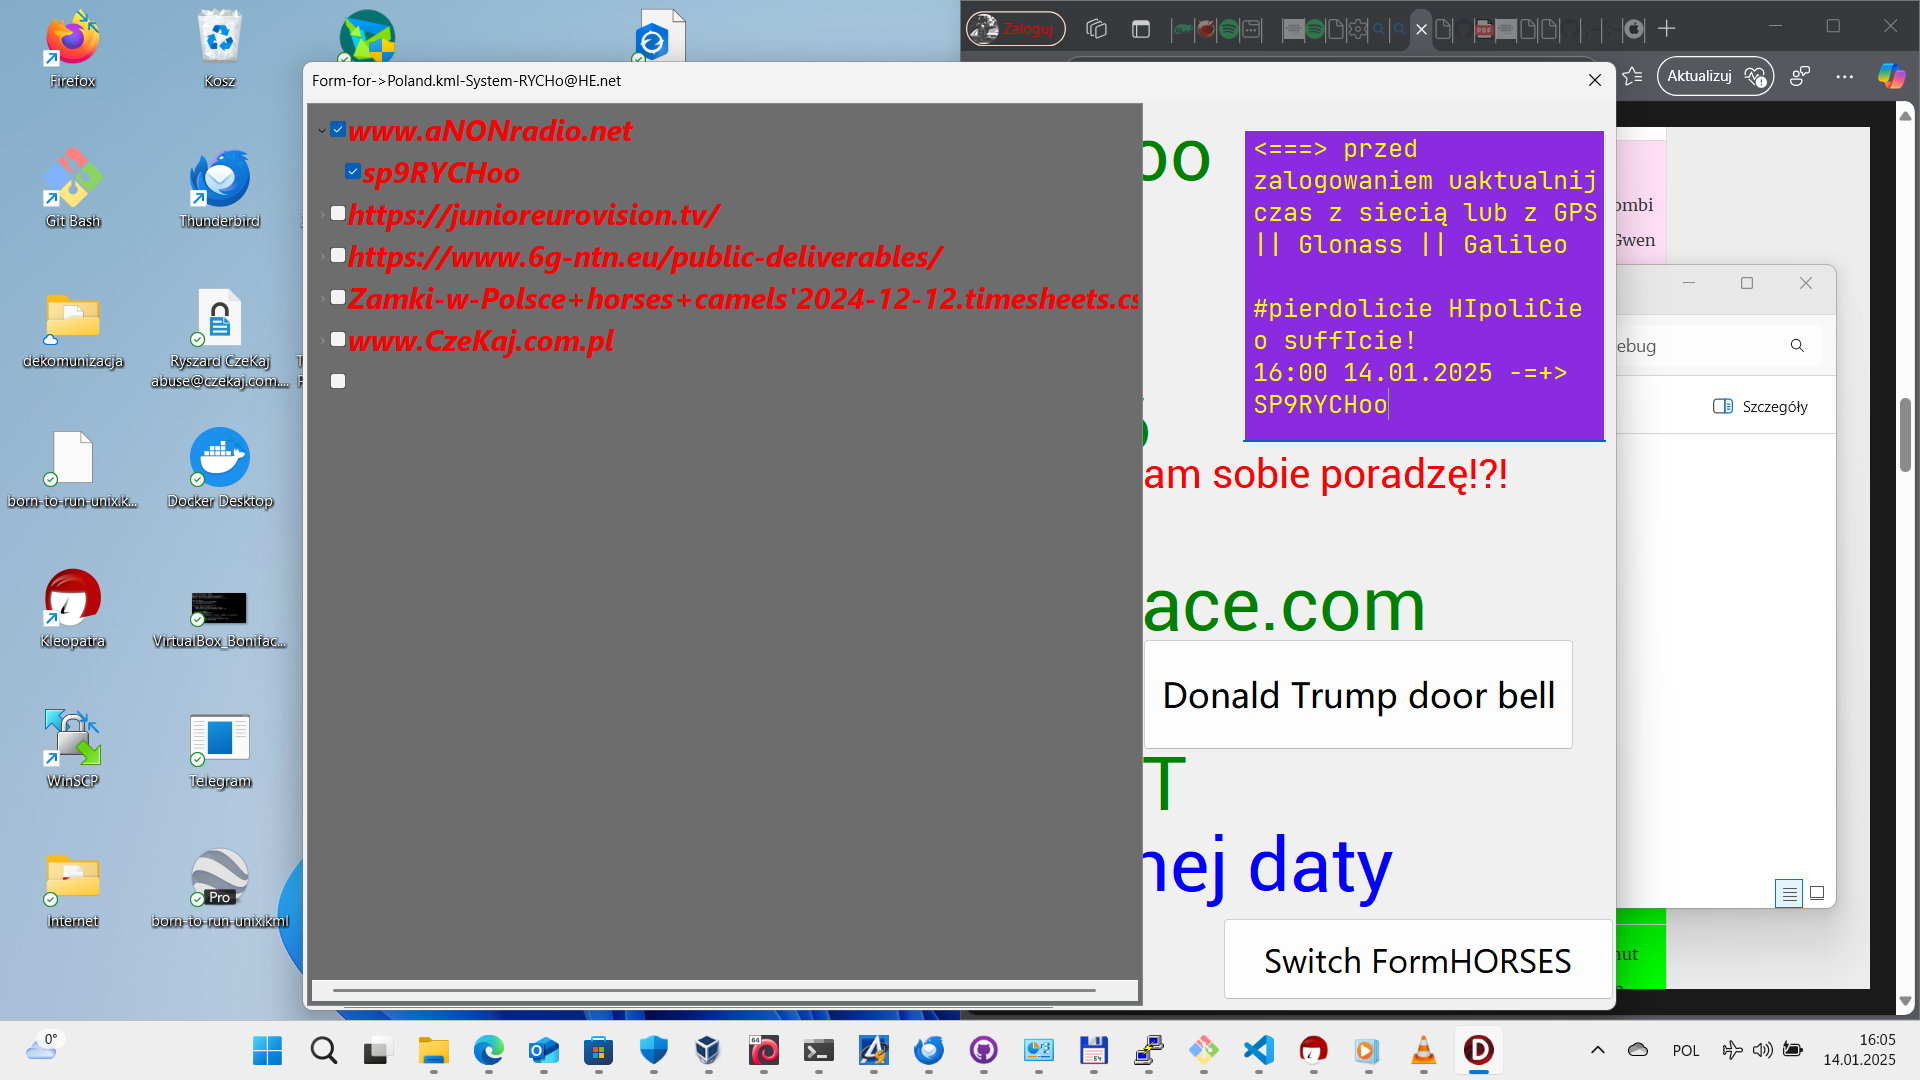 Firefox
Kosz
Zaloguj
Form-for->Poland.kml-System-RYCHo@HE.net
Aktualizuj
www.aNONradio.net
sp9RYCHoo
https://junioreurovision.tv/
https://www.6g-ntn.eu/public-deliverables/
Zamki-w-Polsce+horses+camels'2024-12-12.timesheets.cs
www.CzeKaj.com.pl
oo
<===> przed
zalogowaniem uaktualnij
czas z siecią lub z GPS
|| Glonass || Galileo
#pierdolicie HIpoliCie
o suffIcie!
16:00 14.01.2025 -=+>
SP9RYCHoo
am sobie poradzę!?!
ace.com
Donald Trump door bell
T
nej daty
Switch FormHORSES
ombi
Gwen
ebug
Szczegóły
nut
Git Bash
Thunderbird
dekomunizacja
Ryszard CzeKaj
abuse@czekaj.com....
born-to-run-unix.k...
Docker Desktop
Kleopatra
VirtualBox_Bonifac...
WinSCP
Telegram
Internet
Pro
born-to-run-unix.kml
0°
POL
16:05
14.01.2025